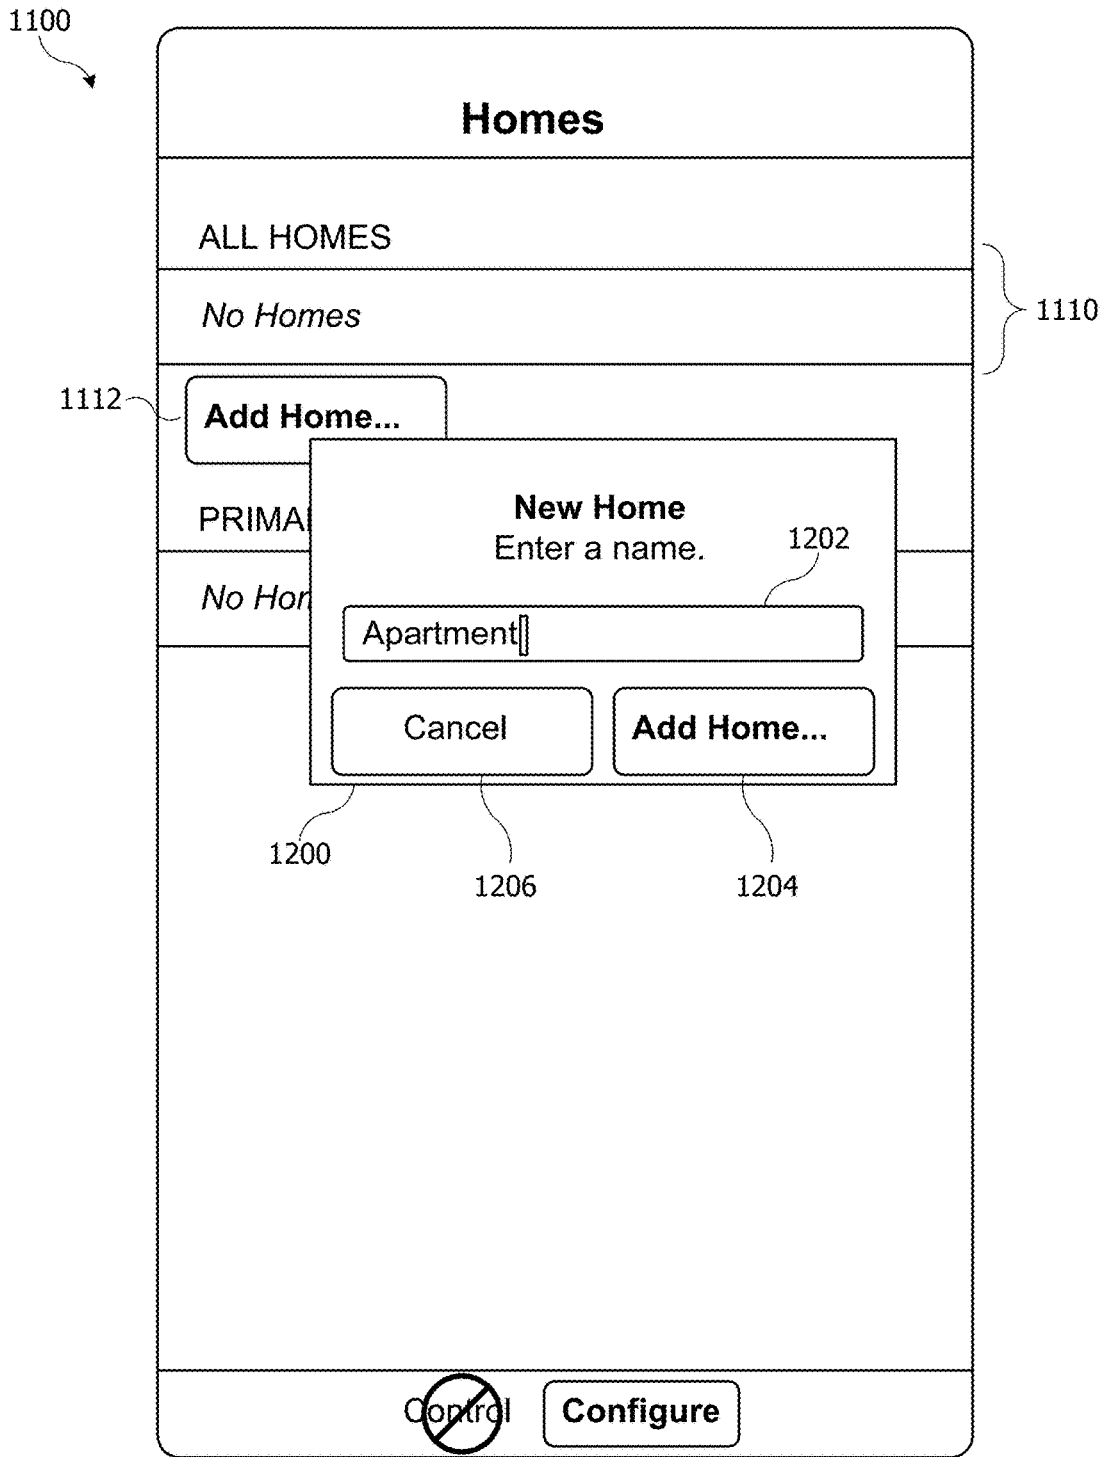 1100
Homes
ALL HOMES
No Homes
1110
1112
Add Home...
PRIMA
New Home
Enter a name.
1202
No Hom
Apartment
Cancel
Add Home...
1200
1206
1204
Control
Configure